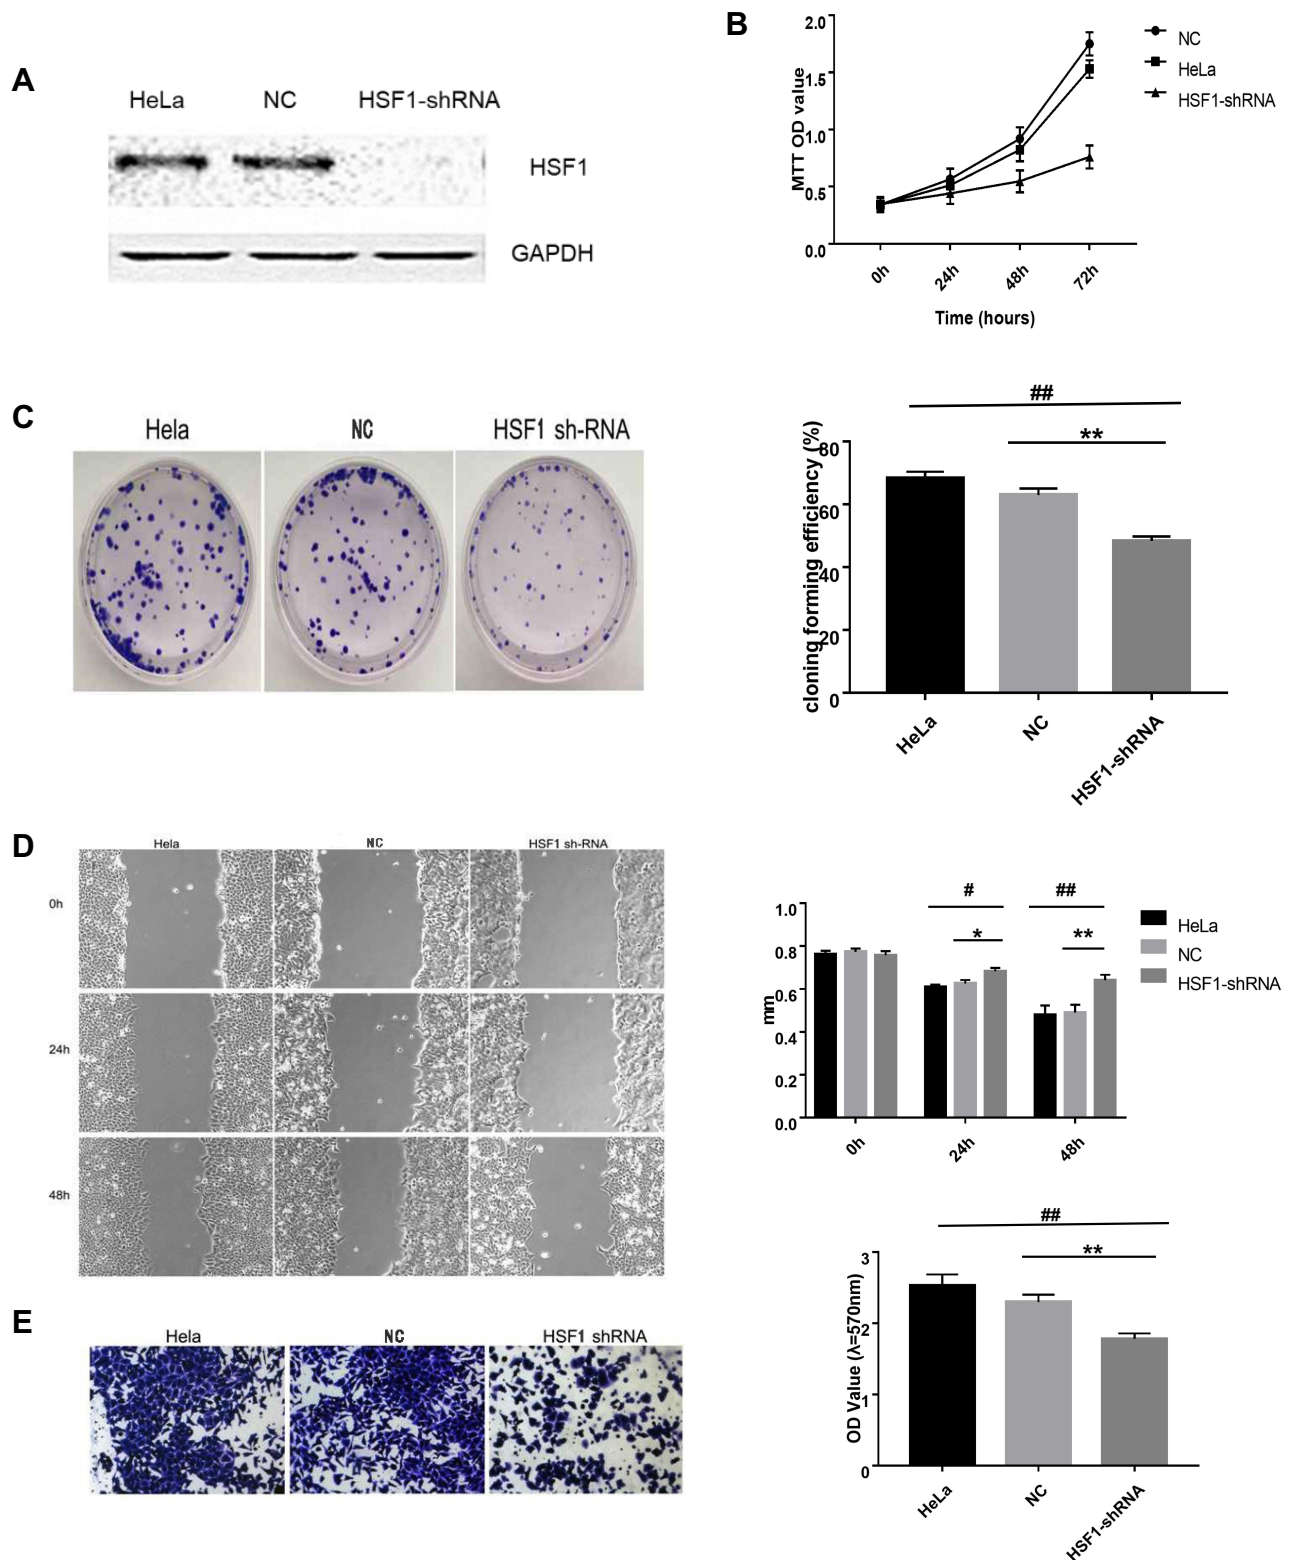 A
HeLa NC HSF1-shRNA
HSF1
GAPDH
B
2.0
1.5
1.0
0.5
0.0
MTT OD value
0h 24h 48h 72h
Time (hours)
NC
HeLa
HSF1-shRNA
C
Hela NC HSF1 sh-RNA
##
**
80
60
40
20
0
cloning forming efficiency (%)
HeLa NC HSF1-shRNA
D
Hela NC HSF1 sh-RNA
0h
24h
48h
# ##
* **
1.0
0.8
0.6
0.4
0.2
0.0
mm
0h 24h 48h
HeLa
NC
HSF1-shRNA
E
Hela NC HSF1 shRNA
##
**
3
2
1
0
OD Value (λ=570nm)
HeLa NC HSF1-shRNA